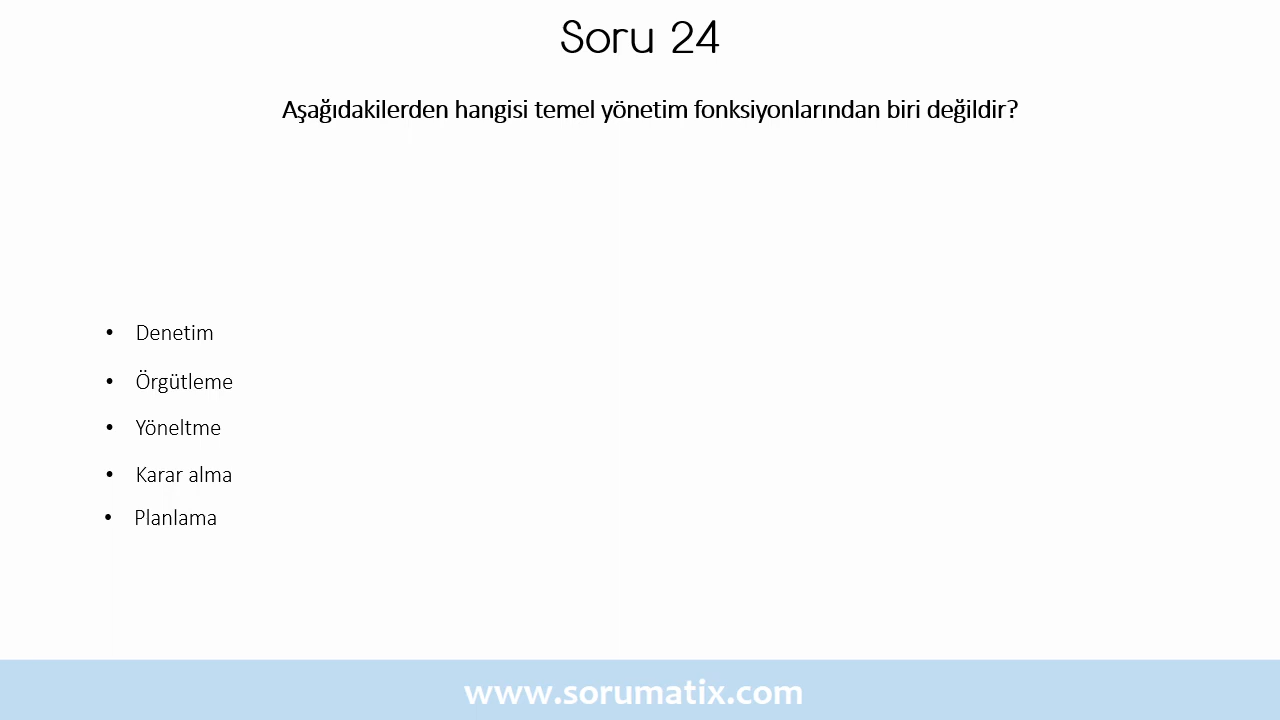 Soru 24
Aşağıdakilerden hangisi temel yönetim fonksiyonlarından biri değildir?
• Denetim
• Örgütleme
• Yöneltme
• Karar alma
• Planlama
www.sorumatix.com